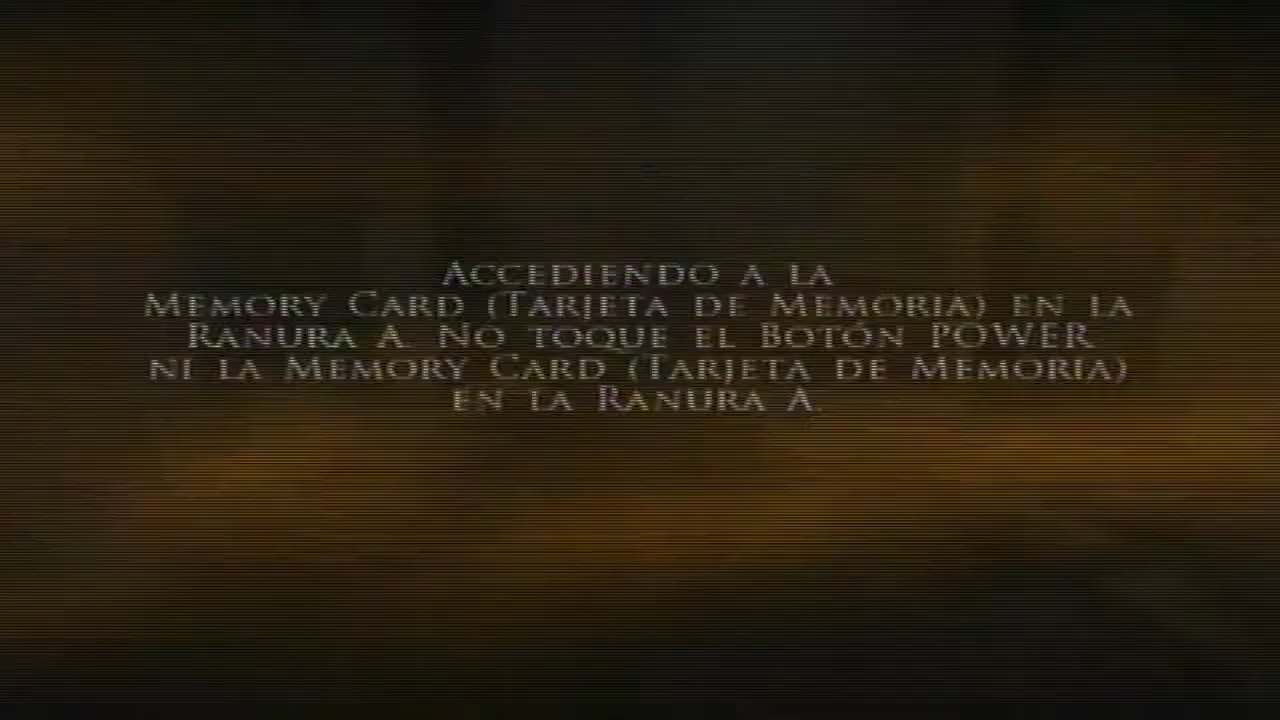 Accediendo a la
Memory Card (Tarjeta de Memoria) en la
Ranura A. No toque el Botón POWER
ni la Memory Card (Tarjeta de Memoria)
en la Ranura A.